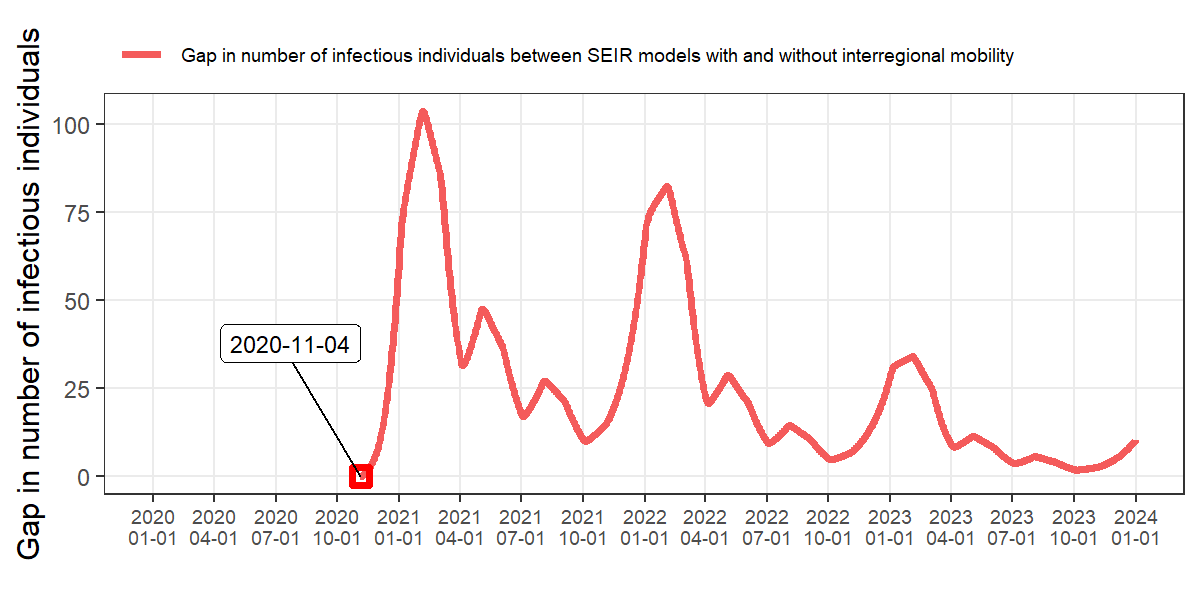 Gap in number of infectious individuals between SEIR models with and without interregional mobility
Gap in number of infectious individuals
100
75
50
25
0
2020-11-04
2020 2020 2020 2020 2021 2021 2021 2021 2022 2022 2022 2022 2023 2023 2023 2023 2024
01-01 04-01 07-01 10-01 01-01 04-01 07-01 10-01 01-01 04-01 07-01 10-01 01-01 04-01 07-01 10-01 01-01